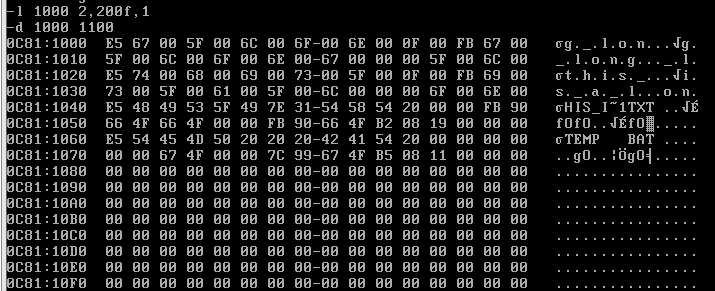 -l 1000 2,200f,1
-d 1000 1100
0C81:1000  E5 67 00 5F 00 6C 00 6F-00 6E 00 0F 00 FB 67 00   σg._.l.o.n...√g.
0C81:1010  5F 00 6C 00 6F 00 6E 00-67 00 00 00 5F 00 6C 00   _.l.o.n.g..._.l.
0C81:1020  E5 74 00 68 00 69 00 73-00 5F 00 0F 00 FB 69 00   σt.h.i.s._...√i.
0C81:1030  73 00 5F 00 61 00 5F 00-6C 00 00 00 6F 00 6E 00   s._.a._.l...o.n.
0C81:1040  E5 48 49 53 5F 49 7E 31-54 58 54 20 00 00 FB 90   σHIS_I~1TXT ..√É
0C81:1050  66 4F 66 4F 00 00 FB 90-66 4F B2 08 19 00 00 00   fOfO..√ÉfO▓.....
0C81:1060  E5 54 45 4D 50 20 20 20-42 41 54 20 00 00 00 00   σTEMP   BAT ....
0C81:1070  00 00 67 4F 00 00 7C 99-67 4F B5 08 11 00 00 00   ..gO..¦ÖgO╡.....
0C81:1080  00 00 00 00 00 00 00 00-00 00 00 00 00 00 00 00   ................
0C81:1090  00 00 00 00 00 00 00 00-00 00 00 00 00 00 00 00   ................
0C81:10A0  00 00 00 00 00 00 00 00-00 00 00 00 00 00 00 00   ................
0C81:10B0  00 00 00 00 00 00 00 00-00 00 00 00 00 00 00 00   ................
0C81:10C0  00 00 00 00 00 00 00 00-00 00 00 00 00 00 00 00   ................
0C81:10D0  00 00 00 00 00 00 00 00-00 00 00 00 00 00 00 00   ................
0C81:10E0  00 00 00 00 00 00 00 00-00 00 00 00 00 00 00 00   ................
0C81:10F0  00 00 00 00 00 00 00 00-00 00 00 00 00 00 00 00   ................